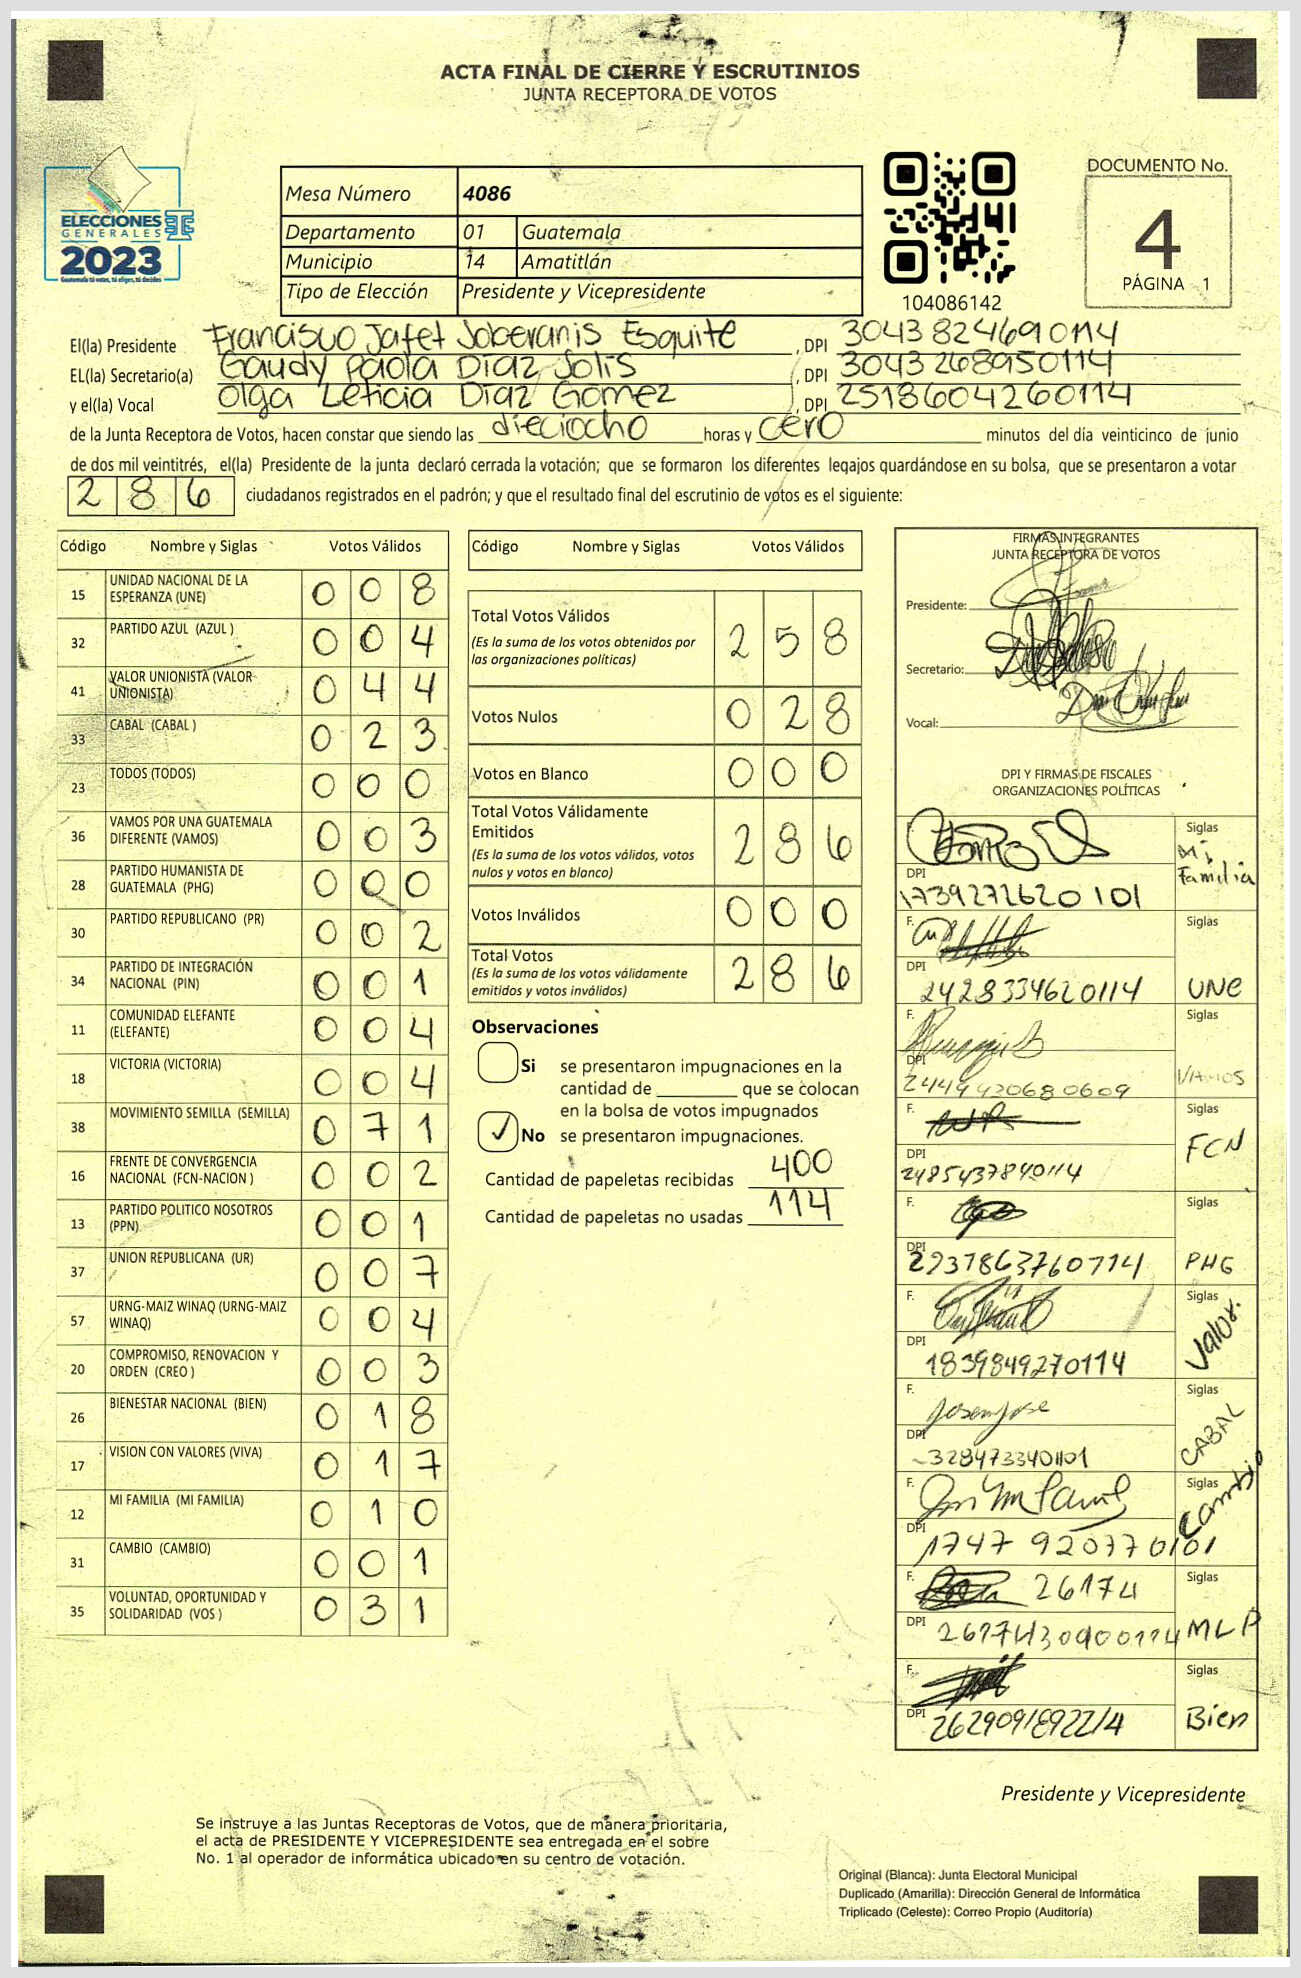 ACTA FINAL DE CIERRE Y ESCRUTINIOS
JUNTA RECEPTORA DE VOTOS
ELECCIONES
GENERALES
2023
Guatemala tú votas, tú eliges, tú decides
Mesa Número 4086
Departamento 01 Guatemala
Municipio 14 Amatitlán
Tipo de Elección Presidente y Vicepresidente
104086142
DOCUMENTO No.
4
PÁGINA 1
El(la) Presidente Francisco Jafet Soberanis Esquite, DPI 3043824690114
EL(la) Secretario(a) Gaudy Paola Díaz Solis, DPI 3043268950114
y el(la) Vocal Olga Leticia Díaz Gomez, DPI 2518604260114
de la Junta Receptora de Votos, hacen constar que siendo las dieciocho horas y cero minutos del día veinticinco de junio
de dos mil veintitrés, el(la) Presidente de la junta declaró cerrada la votación; que se formaron los diferentes legajos guardándose en su bolsa, que se presentaron a votar
286 ciudadanos registrados en el padrón; y que el resultado final del escrutinio de votos es el siguiente:
Código Nombre y Siglas Votos Válidos
15 UNIDAD NACIONAL DE LA ESPERANZA (UNE) 0 0 8
32 PARTIDO AZUL (AZUL ) 0 0 4
41 VALOR UNIONISTA (VALOR UNIONISTA) 0 4 4
33 CABAL (CABAL ) 0 2 3
23 TODOS (TODOS) 0 0 0
36 VAMOS POR UNA GUATEMALA DIFERENTE (VAMOS) 0 0 3
28 PARTIDO HUMANISTA DE GUATEMALA (PHG) 0 0 0
30 PARTIDO REPUBLICANO (PR) 0 0 2
34 PARTIDO DE INTEGRACIÓN NACIONAL (PIN) 0 0 1
11 COMUNIDAD ELEFANTE (ELEFANTE) 0 0 4
18 VICTORIA (VICTORIA) 0 0 4
38 MOVIMIENTO SEMILLA (SEMILLA) 0 7 1
16 FRENTE DE CONVERGENCIA NACIONAL (FCN-NACION ) 0 0 2
13 PARTIDO POLITICO NOSOTROS (PPN) 0 0 1
37 UNION REPUBLICANA (UR) 0 0 7
57 URNG-MAIZ WINAQ (URNG-MAIZ WINAQ) 0 0 4
20 COMPROMISO, RENOVACION Y ORDEN (CREO ) 0 0 3
26 BIENESTAR NACIONAL (BIEN) 0 1 8
17 VISION CON VALORES (VIVA) 0 1 7
12 MI FAMILIA (MI FAMILIA) 0 1 0
31 CAMBIO (CAMBIO) 0 0 1
35 VOLUNTAD, OPORTUNIDAD Y SOLIDARIDAD (VOS ) 0 3 1
Código Nombre y Siglas Votos Válidos
Total Votos Válidos 2 5 8
(Es la suma de los votos obtenidos por
las organizaciones políticas)
Votos Nulos 0 2 8
Votos en Blanco 0 0 0
Total Votos Válidamente
Emitidos 2 8 6
(Es la suma de los votos válidos, votos
nulos y votos en blanco)
Votos Inválidos 0 0 0
Total Votos 2 8 6
(Es la suma de los votos válidamente
emitidos y votos inválidos)
Observaciones
Si se presentaron impugnaciones en la
cantidad de ________ que se colocan
en la bolsa de votos impugnados
✓ No se presentaron impugnaciones.
Cantidad de papeletas recibidas 400
Cantidad de papeletas no usadas 114
FIRMAS INTEGRANTES
JUNTA RECEPTORA DE VOTOS
Presidente:
Secretario:
Vocal:
DPI Y FIRMAS DE FISCALES
ORGANIZACIONES POLÍTICAS
Siglas Mi Familia
DPI 1739272620101
F. Siglas
DPI 2428334620114 UNE
F. Siglas
DPI 2449420680609 VAMOS
F. Siglas
DPI 2485437840114 FCN
F. Siglas
DPI PHG
F. Siglas
DPI 1839849270114 Valor.
F. Siglas
DPI 328473340101 CABAL
F. Siglas
DPI 1747 920770101 Cambio
F. 26174 Siglas
DPI MLP
F. Siglas
DPI Bien
Presidente y Vicepresidente
Se instruye a las Juntas Receptoras de Votos, que de manera prioritaria,
el acta de PRESIDENTE Y VICEPRESIDENTE sea entregada en el sobre
No. 1 al operador de informática ubicado en su centro de votación.
Original (Blanca): Junta Electoral Municipal
Duplicado (Amarilla): Dirección General de Informática
Triplicado (Celeste): Correo Propio (Auditoría)